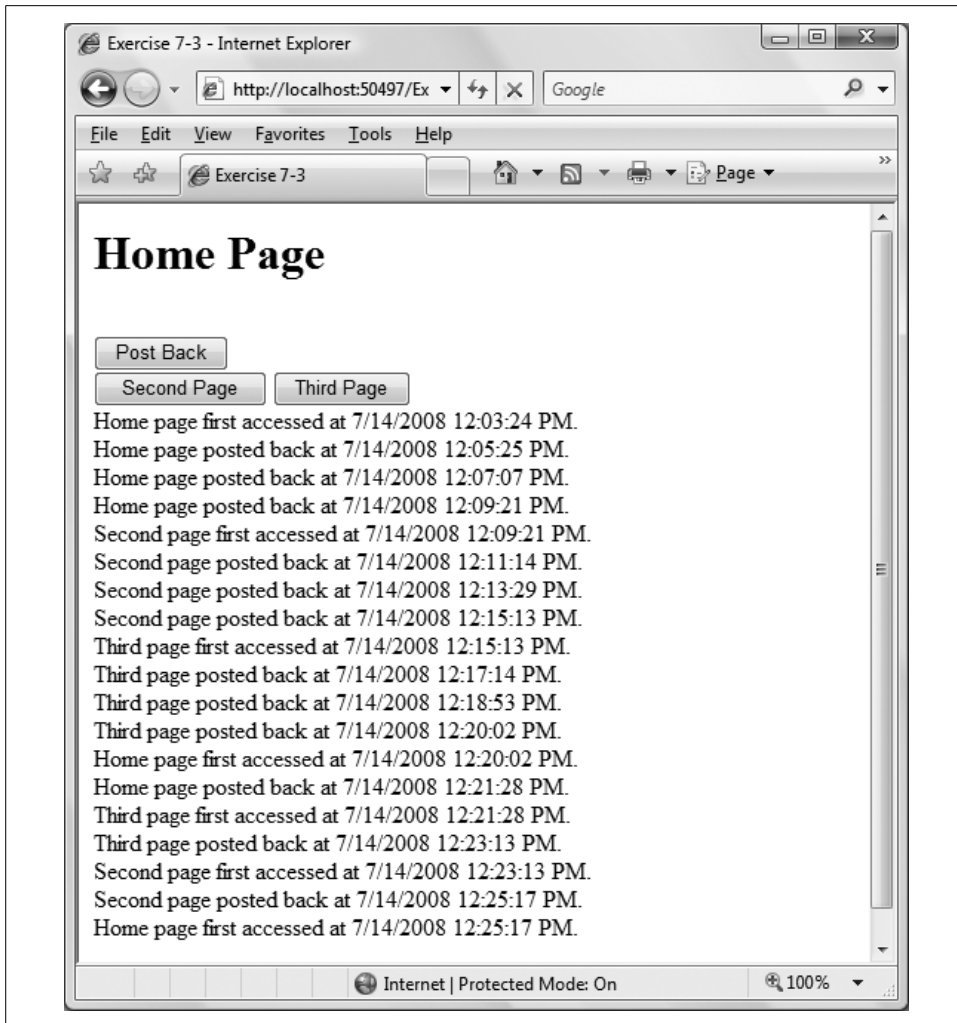 Exercise 7-3 - Internet Explorer
http://localhost:50497/Ex
Google
File Edit View Favorites Tools Help
Exercise 7-3
Page
Home Page
Post Back
Second Page Third Page
Home page first accessed at 7/14/2008 12:03:24 PM.
Home page posted back at 7/14/2008 12:05:25 PM.
Home page posted back at 7/14/2008 12:07:07 PM.
Home page posted back at 7/14/2008 12:09:21 PM.
Second page first accessed at 7/14/2008 12:09:21 PM.
Second page posted back at 7/14/2008 12:11:14 PM.
Second page posted back at 7/14/2008 12:13:29 PM.
Second page posted back at 7/14/2008 12:15:13 PM.
Third page first accessed at 7/14/2008 12:15:13 PM.
Third page posted back at 7/14/2008 12:17:14 PM.
Third page posted back at 7/14/2008 12:18:53 PM.
Third page posted back at 7/14/2008 12:20:02 PM.
Home page first accessed at 7/14/2008 12:20:02 PM.
Home page posted back at 7/14/2008 12:21:28 PM.
Third page first accessed at 7/14/2008 12:21:28 PM.
Third page posted back at 7/14/2008 12:23:13 PM.
Second page first accessed at 7/14/2008 12:23:13 PM.
Second page posted back at 7/14/2008 12:25:17 PM.
Home page first accessed at 7/14/2008 12:25:17 PM.
Internet | Protected Mode: On
100%